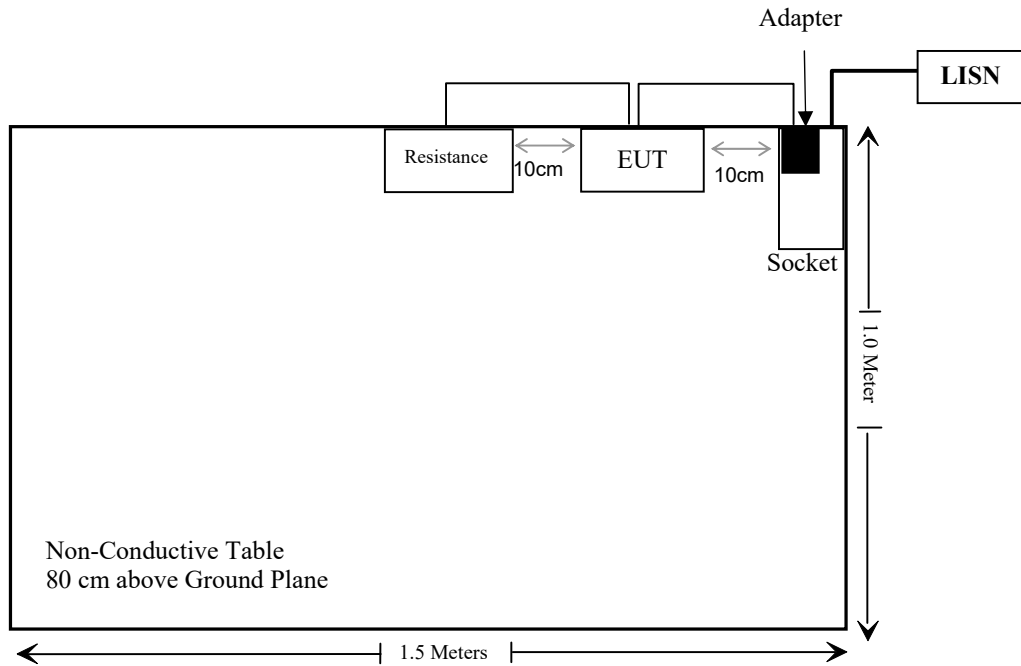 Adapter
LISN
Resistance
10cm
EUT
10cm
Socket
1.0 Meter
Non-Conductive Table
80 cm above Ground Plane
1.5 Meters